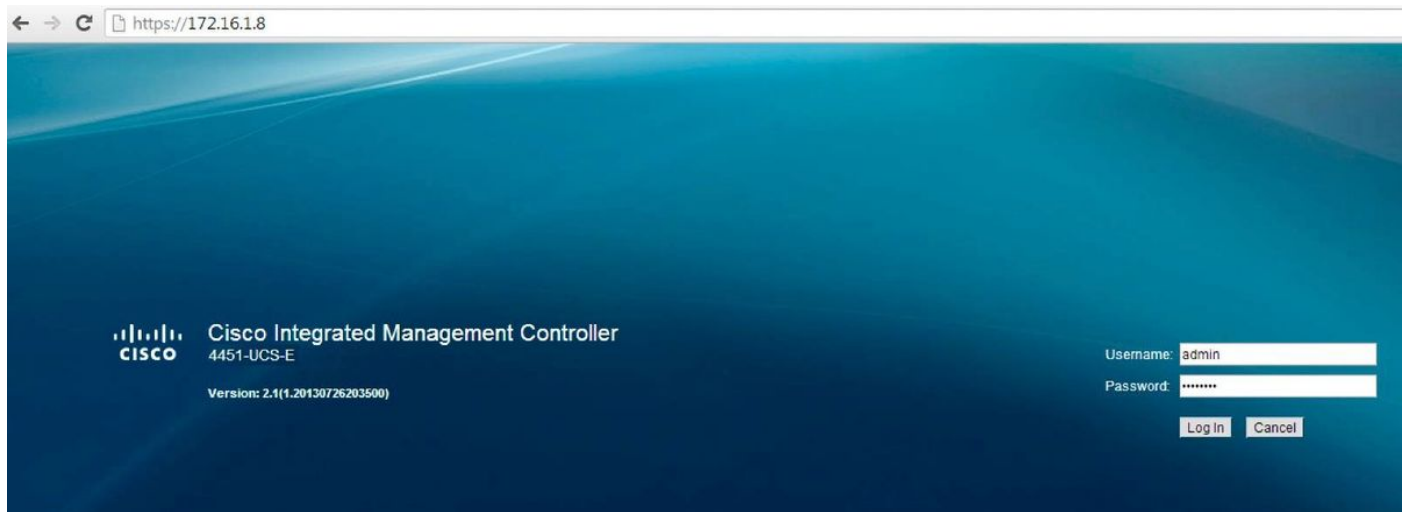 https://172.16.1.8
CISCO
Cisco Integrated Management Controller
4451-UCS-E
Version: 2.1(1.20130726203500)
Username: admin
Password: ········
Log In Cancel